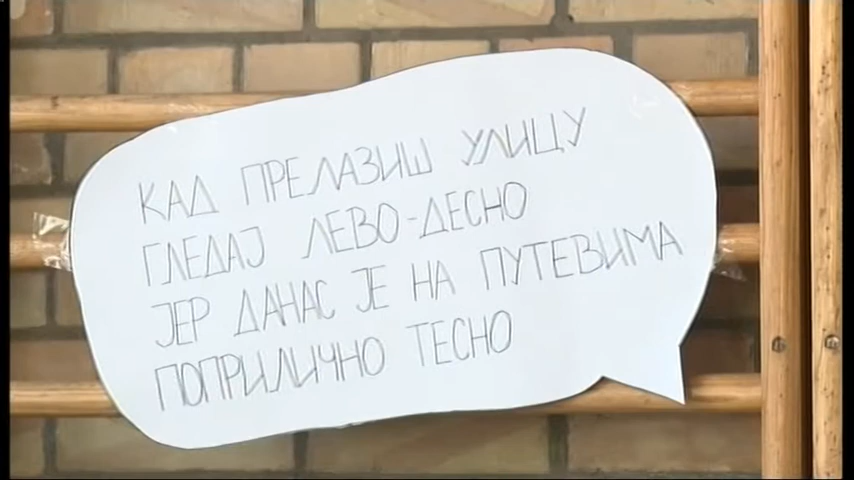 КАД ПРЕЛАЗИШ УЛИЦУ
ГЛЕДАЈ ЛЕВО-ДЕСНО
ЈЕР ДАНАС ЈЕ НА ПУТЕВИМА
ПОПРИЛИЧНО ТЕСНО